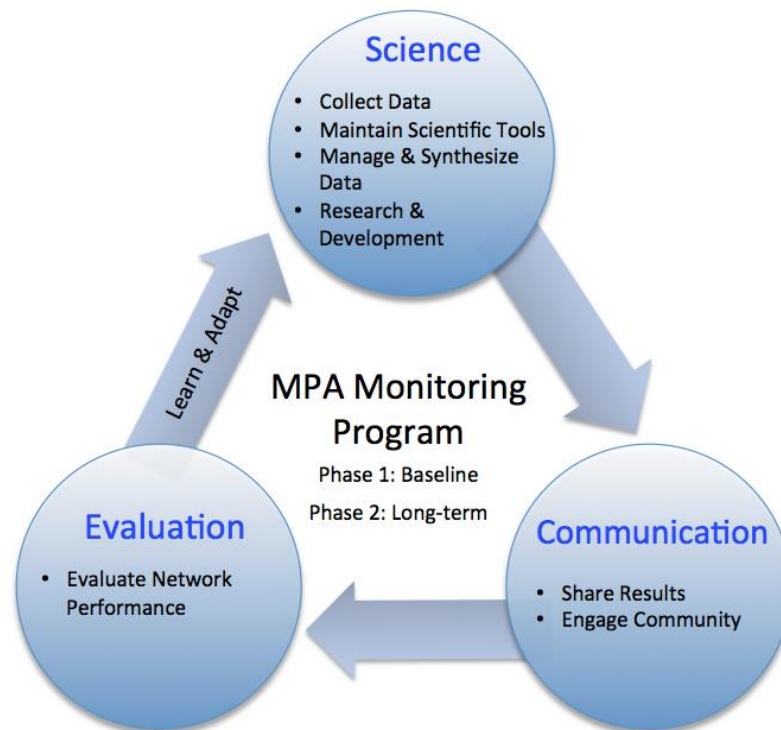 Science
• Collect Data
• Maintain Scientific Tools
• Manage & Synthesize
Data
• Research &
Development
Learn & Adapt
MPA Monitoring
Program
Phase 1: Baseline
Phase 2: Long-term
Evaluation
• Evaluate Network
Performance
Communication
• Share Results
• Engage Community